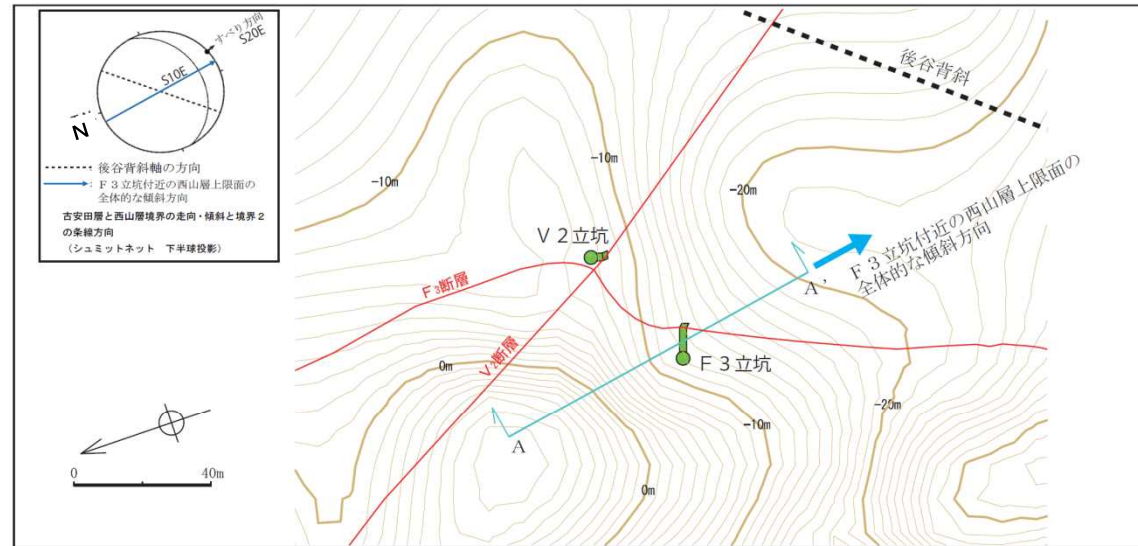 すべり方向
S20E
S10E
N
後谷背斜軸の方向
F3立坑付近の西山層上限面の
全体的な傾斜方向
古安田層と西山層境界の走向・傾斜と境界2
の条線方向
(シュミットネット 下半球投影)
0 40m
後谷背斜
-10m
-10m
-20m
V2立坑
F3立坑付近の西山層上限面の
全体的な傾斜方向
A'
F3断層
V2断層
F3立坑
0m
-20m
-10m
A
0m